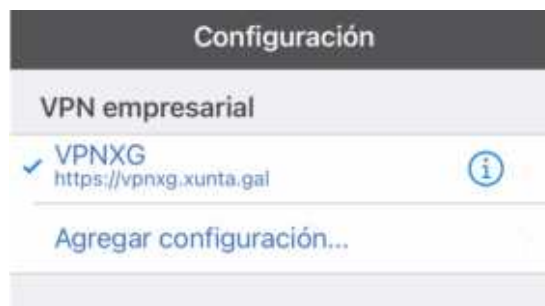 Configuración
VPN empresarial
VPNXG
https://vpnxg.xunta.gal
Agregar configuración...